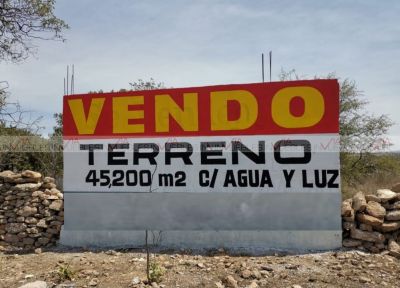 VENDO
TERRENO
45,200 m2 C/ AGUA Y LUZ